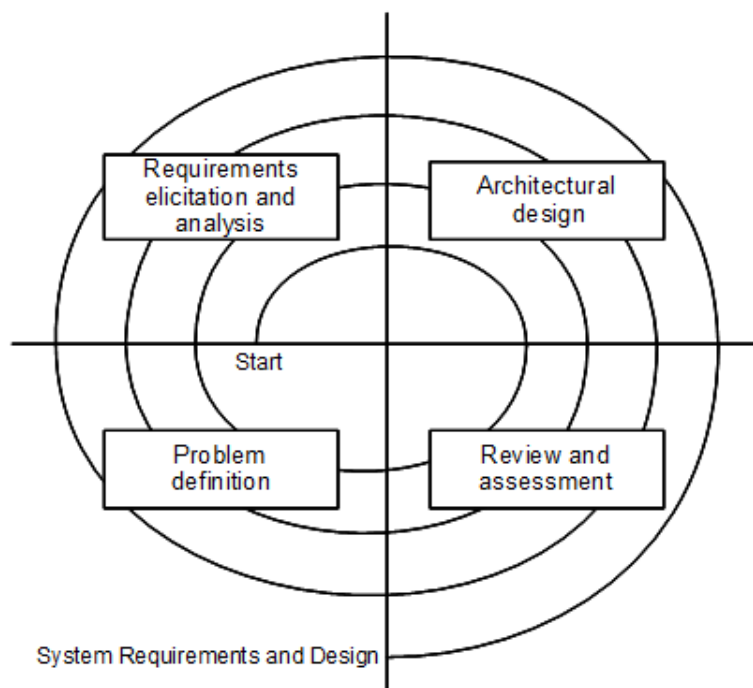 Requirements
elicitation and
analysis
Architectural
design
Start
Problem
definition
Review and
assessment
System Requirements and Design